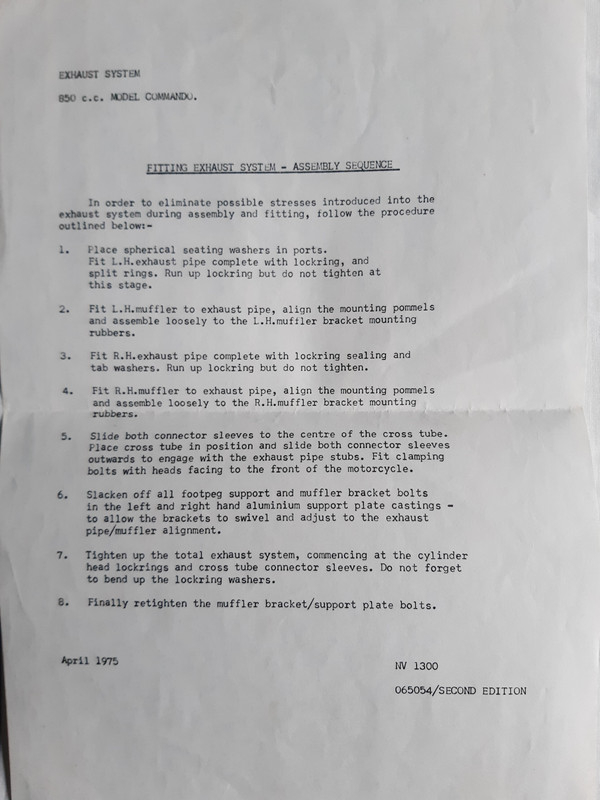 EXHAUST SYSTEM
850 c.c. MODEL COMMANDO.
FITTING EXHAUST SYSTEM - ASSEMBLY SEQUENCE
In order to eliminate possible stresses introduced into the
exhaust system during assembly and fitting, follow the procedure
outlined below:-
1. Place spherical seating washers in ports.
Fit L.H.exhaust pipe complete with lockring, and
split rings. Run up lockring but do not tighten at
this stage.
2. Fit L.H.muffler to exhaust pipe, align the mounting pommels
and assemble loosely to the L.H.muffler bracket mounting
rubbers.
3. Fit R.H.exhaust pipe complete with lockring sealing and
tab washers. Run up lockring but do not tighten.
4. Fit R.H.muffler to exhaust pipe, align the mounting pommels
and assemble loosely to the R.H.muffler bracket mounting
rubbers.
5. Slide both connector sleeves to the centre of the cross tube.
Place cross tube in position and slide both connector sleeves
outwards to engage with the exhaust pipe stubs. Fit clamping
bolts with heads facing to the front of the motorcycle.
6. Slacken off all footpeg support and muffler bracket bolts
in the left and right hand aluminium support plate castings -
to allow the brackets to swivel and adjust to the exhaust
pipe/muffler alignment.
7. Tighten up the total exhaust system, commencing at the cylinder
head lockrings and cross tube connector sleeves. Do not forget
to bend up the lockring washers.
8. Finally retighten the muffler bracket/support plate bolts.
April 1975
NV 1300
065054/SECOND EDITION